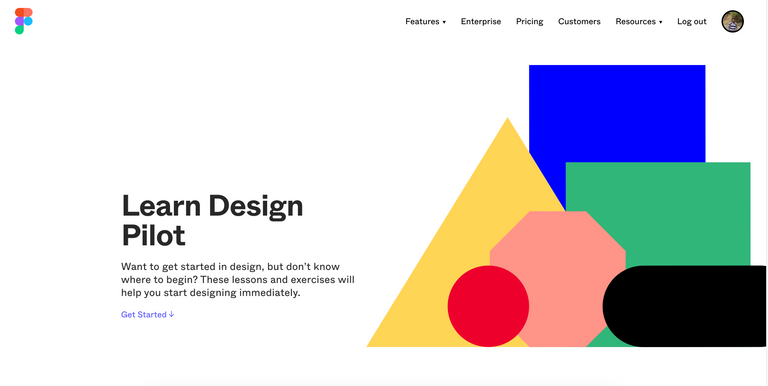 Features ▾ Enterprise Pricing Customers Resources ▾ Log out
Learn Design
Pilot
Want to get started in design, but don't know
where to begin? These lessons and exercises will
help you start designing immediately.
Get Started ↓